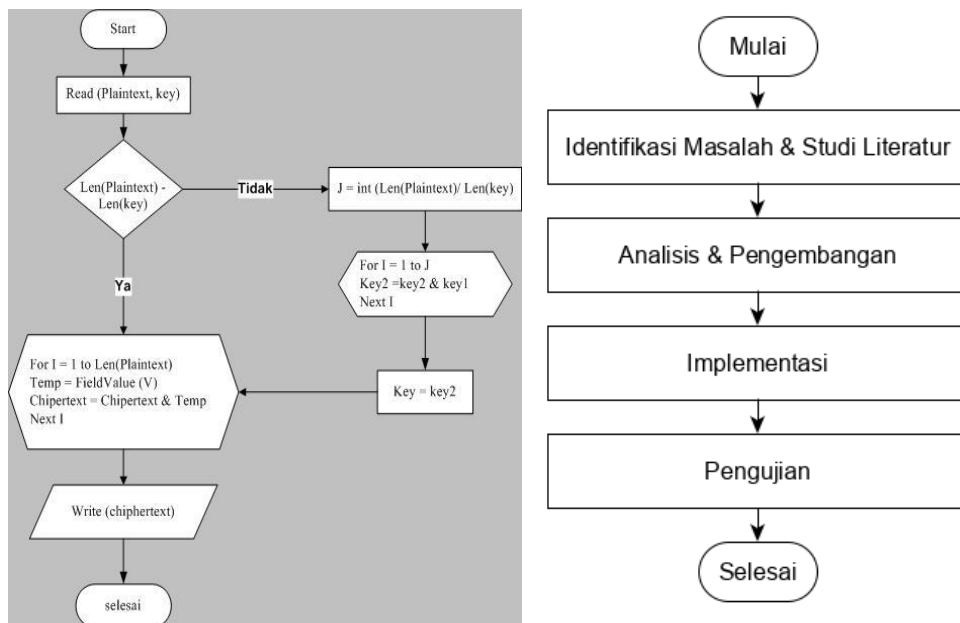 Start
Read (Plaintext, key)
Len(Plaintext) -
Len(key)
Tidak
J = int (Len(Plaintext)/ Len(key)
For I = 1 to J
Key2 =key2 & key1
Next I
Ya
For I = 1 to Len(Plaintext)
Temp = FieldValue (V)
Chipertext = Chipertext & Temp
Next I
Key = key2
Write (chiphertext)
selesai
Mulai
Identifikasi Masalah & Studi Literatur
Analisis & Pengembangan
Implementasi
Pengujian
Selesai